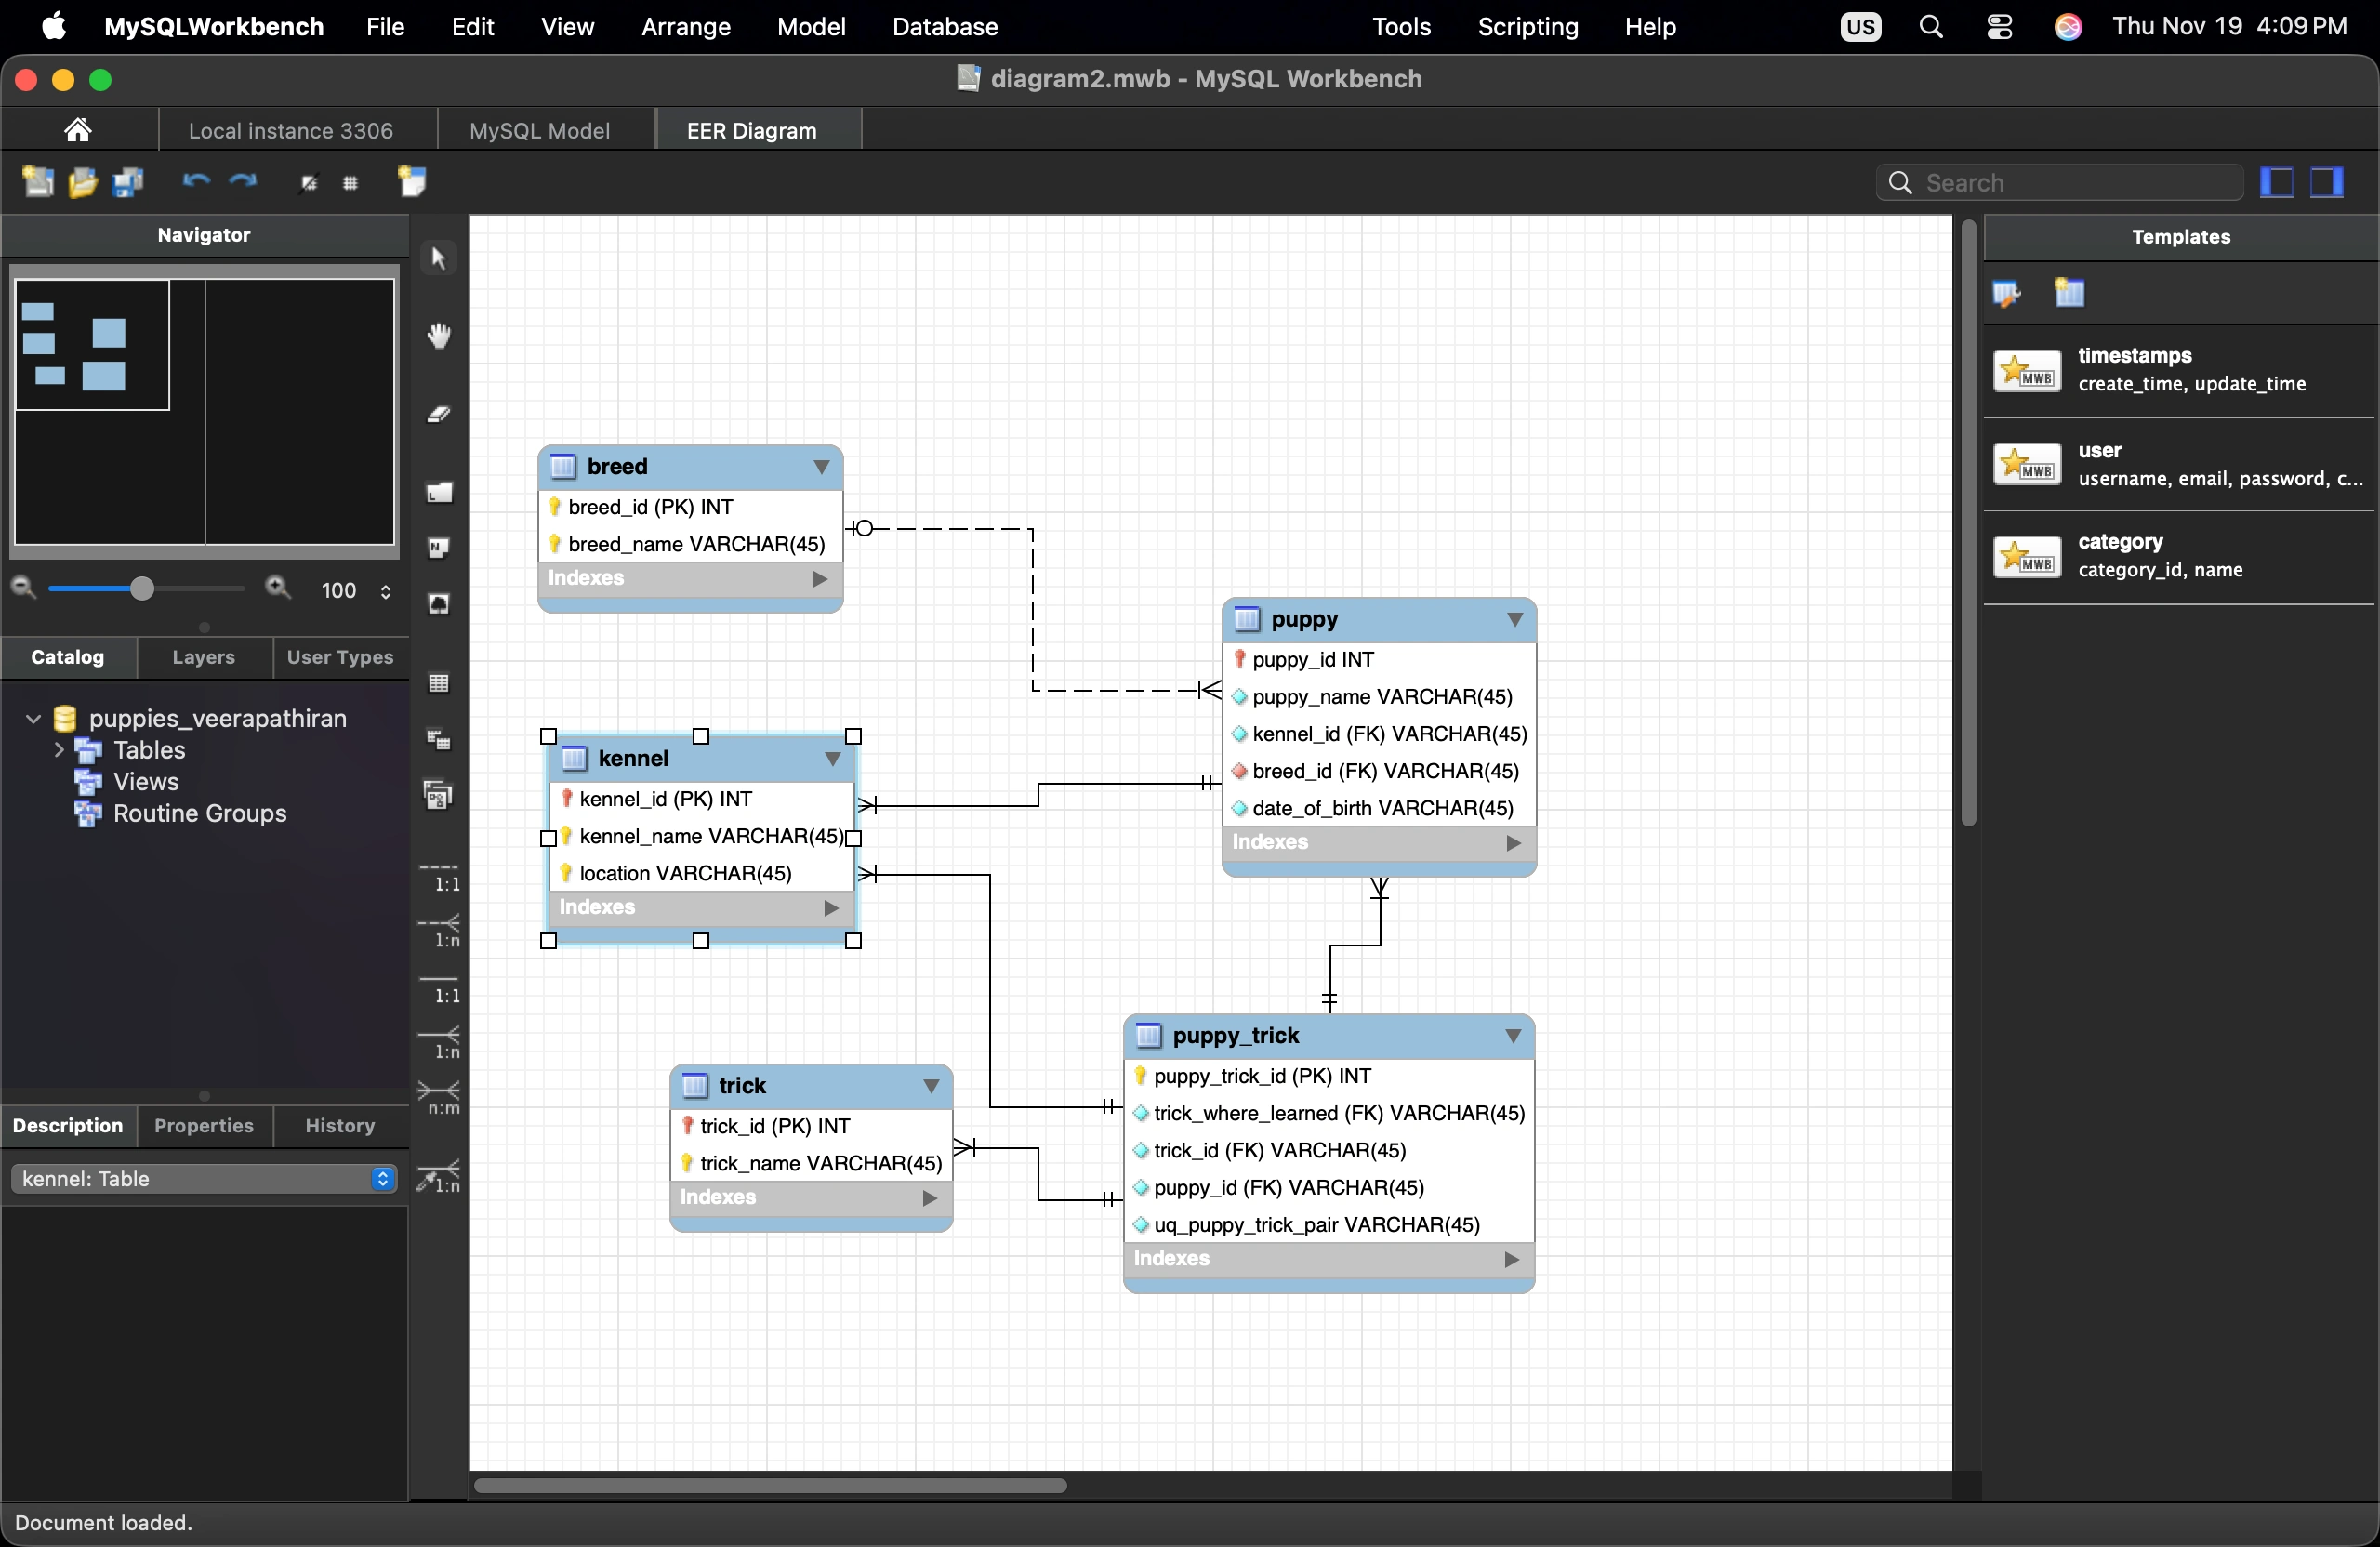 MySQLWorkbench File Edit View Arrange Model Database Tools Scripting Help US Thu Nov 19 4:09 PM
diagram2.mwb - MySQL Workbench
Local instance 3306 MySQL Model EER Diagram
Search
Navigator
100
Catalog Layers User Types
puppies_veerapathiran
Tables
Views
Routine Groups
Description Properties History
kennel: Table
L
N
1:1
1:n
1:1
1:n
n:m
1:n
breed
breed_id (PK) INT
breed_name VARCHAR(45)
Indexes
kennel
kennel_id (PK) INT
kennel_name VARCHAR(45)
location VARCHAR(45)
Indexes
trick
trick_id (PK) INT
trick_name VARCHAR(45)
Indexes
puppy
puppy_id INT
puppy_name VARCHAR(45)
kennel_id (FK) VARCHAR(45)
breed_id (FK) VARCHAR(45)
date_of_birth VARCHAR(45)
Indexes
puppy_trick
puppy_trick_id (PK) INT
trick_where_learned (FK) VARCHAR(45)
trick_id (FK) VARCHAR(45)
puppy_id (FK) VARCHAR(45)
uq_puppy_trick_pair VARCHAR(45)
Indexes
Templates
MWB
timestamps
create_time, update_time
MWB
user
username, email, password, c...
MWB
category
category_id, name
Document loaded.